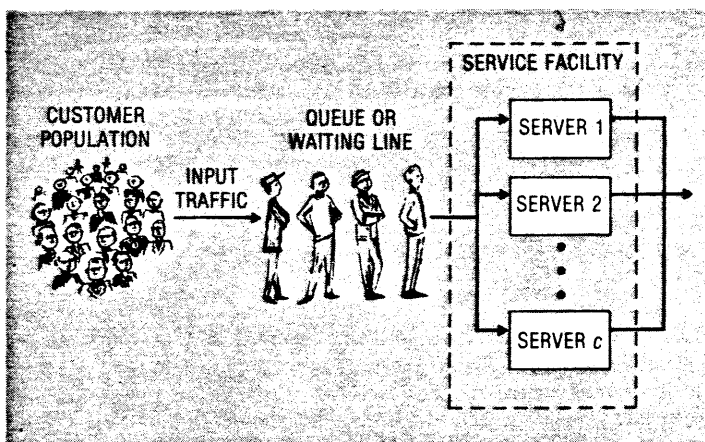 CUSTOMER
POPULATION
INPUT
TRAFFIC
QUEUE OR
WAITING LINE
SERVICE FACILITY
SERVER 1
SERVER 2
SERVER c